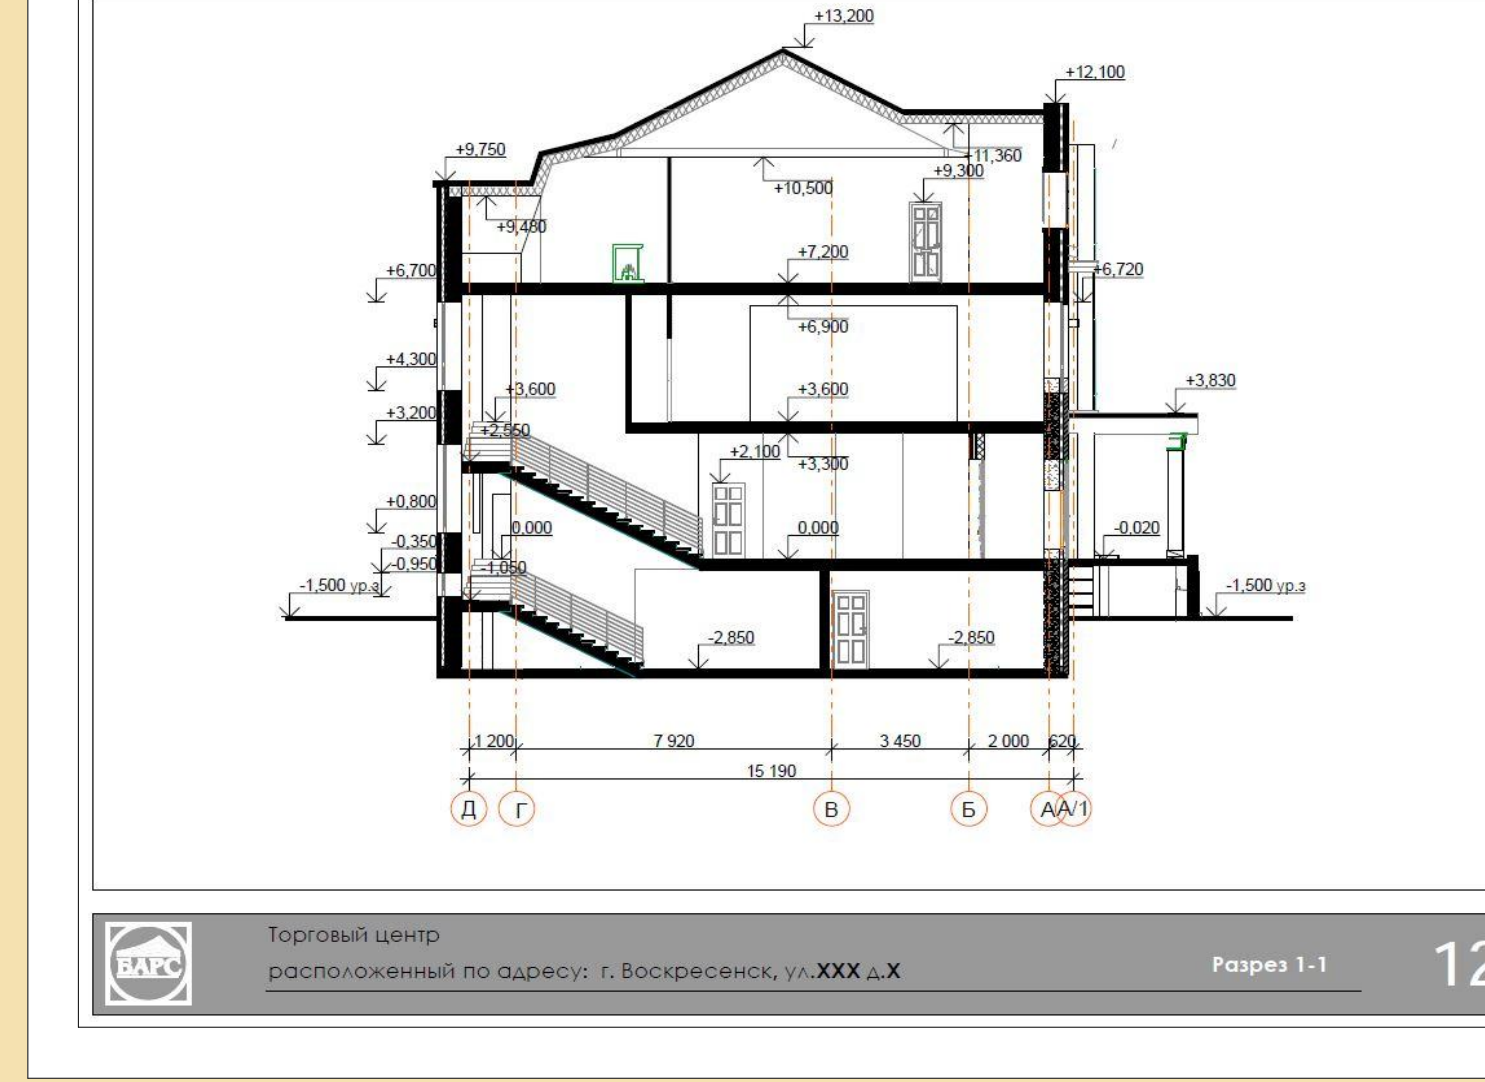 +13,200
+12,100
+9,750
+11,360
+9,300
+10,500
+9,480
+7,200
+6,700
+6,720
+6,900
+4,300
+3,600
+3,600
+3,830
+3,200
+2,550
+2,100
+3,300
+0,800
0,000
0,000
-0,020
-0,350
-0,950
-1,050
-1,500 ур.з
-1,500 ур.з
-2,850
-2,850
1 200
7 920
3 450
2 000
620
15 190
Д
Г
В
Б
А
А/1
БАРС
Торговый центр
расположенный по адресу: г. Воскресенск, ул.ХХХ д.Х
Разрез 1-1
12